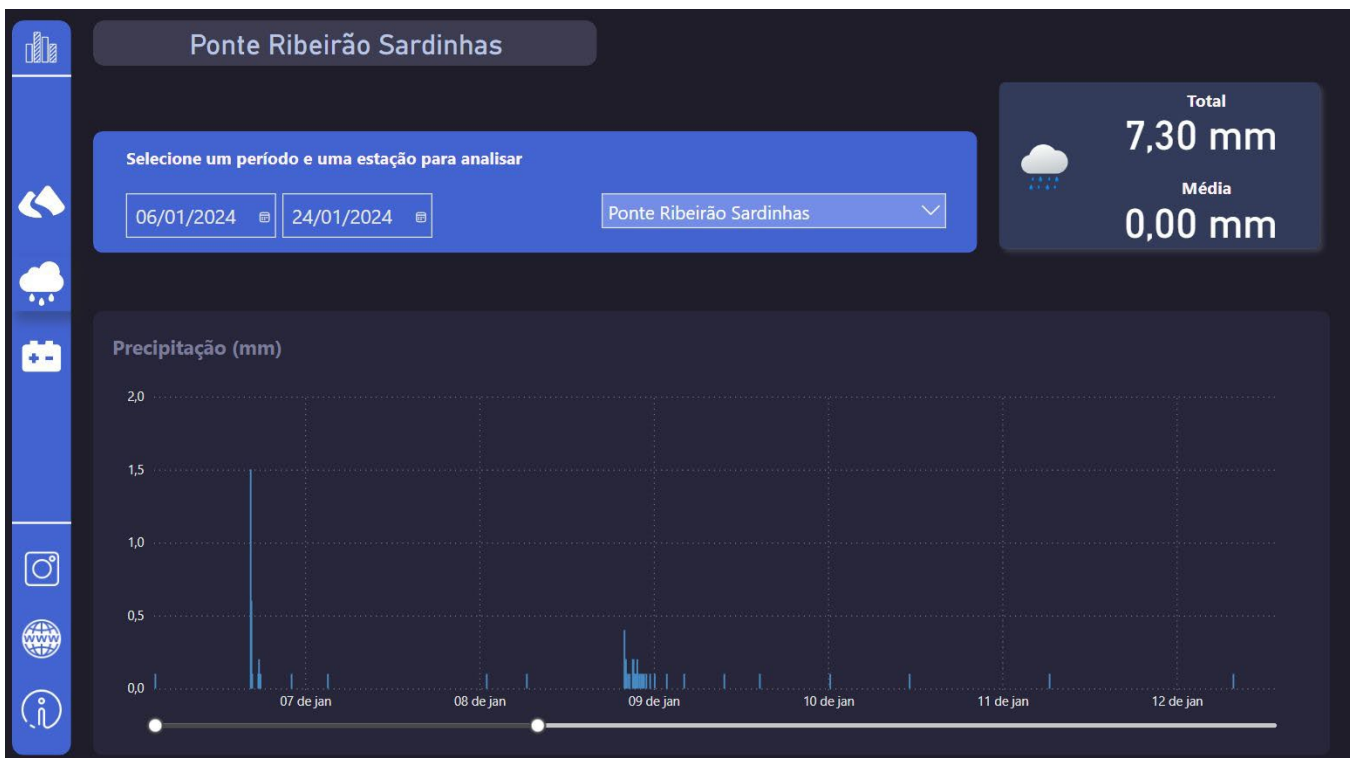 Ponte Ribeirão Sardinhas
Total
7,30 mm
Média
0,00 mm
Selecione um período e uma estação para analisar
06/01/2024
24/01/2024
Ponte Ribeirão Sardinhas
Precipitação (mm)
2,0
1,5
1,0
0,5
0,0
07 de jan
08 de jan
09 de jan
10 de jan
11 de jan
12 de jan
www